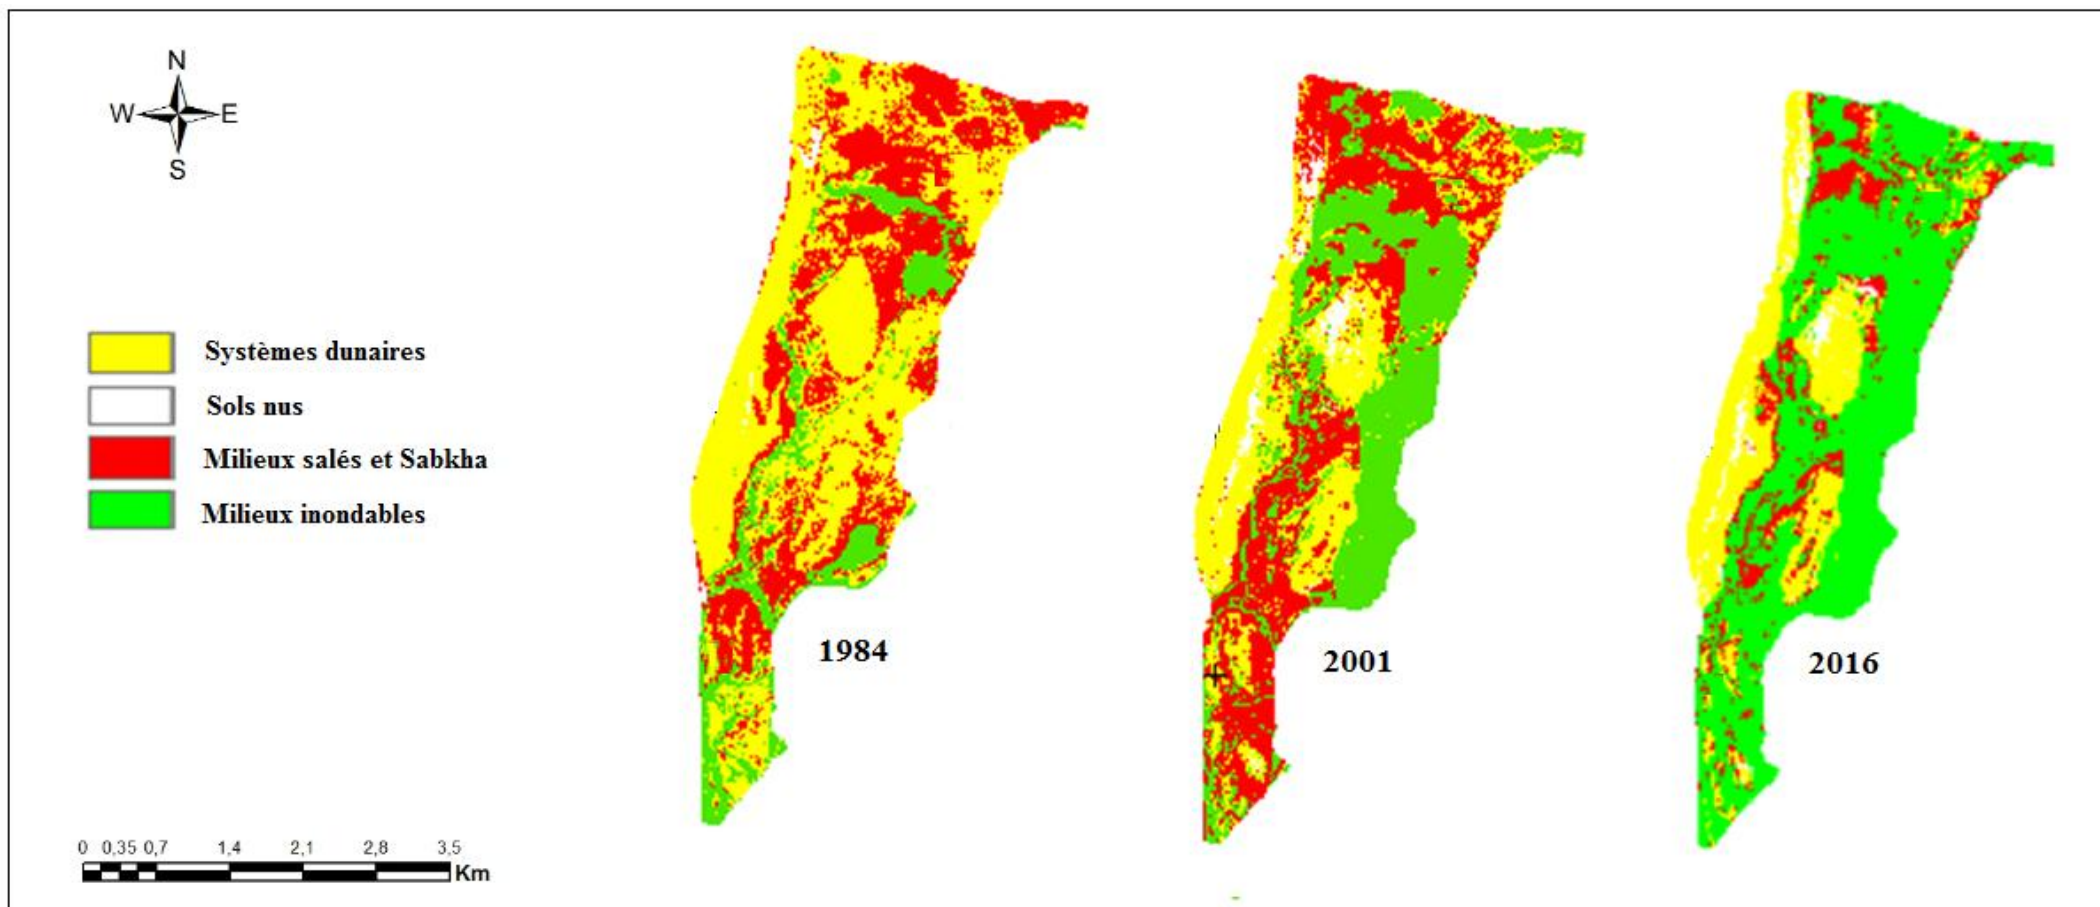 N
W E
S
Systèmes dunaires
Sols nus
Milieux salés et Sabkha
Milieux inondables
1984
2001
2016
0 0,35 0,7 1,4 2,1 2,8 3,5
Km